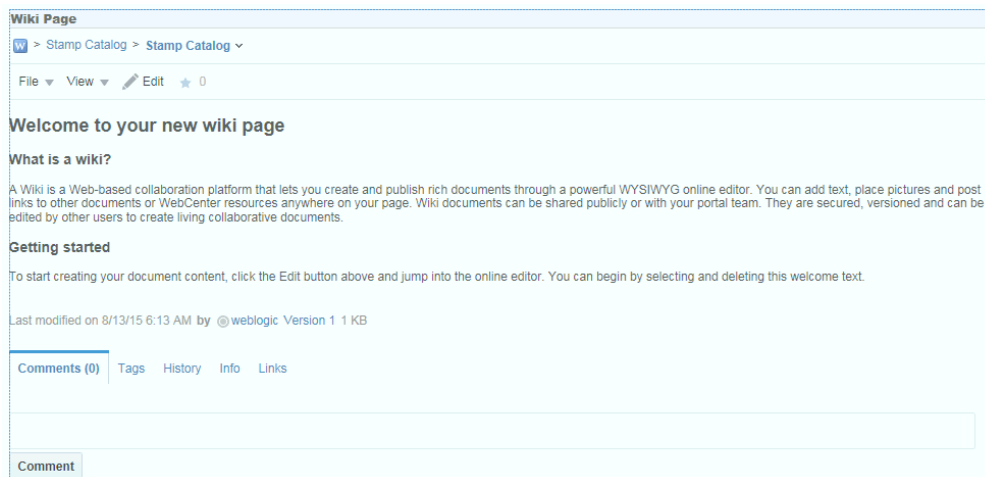 Wiki Page
W > Stamp Catalog > Stamp Catalog
File View Edit 0
Welcome to your new wiki page
What is a wiki?
A Wiki is a Web-based collaboration platform that lets you create and publish rich documents through a powerful WYSIWYG online editor. You can add text, place pictures and post
links to other documents or WebCenter resources anywhere on your page. Wiki documents can be shared publicly or with your portal team. They are secured, versioned and can be
edited by other users to create living collaborative documents.
Getting started
To start creating your document content, click the Edit button above and jump into the online editor. You can begin by selecting and deleting this welcome text.
Last modified on 8/13/15 6:13 AM by weblogic Version 1 1 KB
Comments (0) Tags History Info Links
Comment